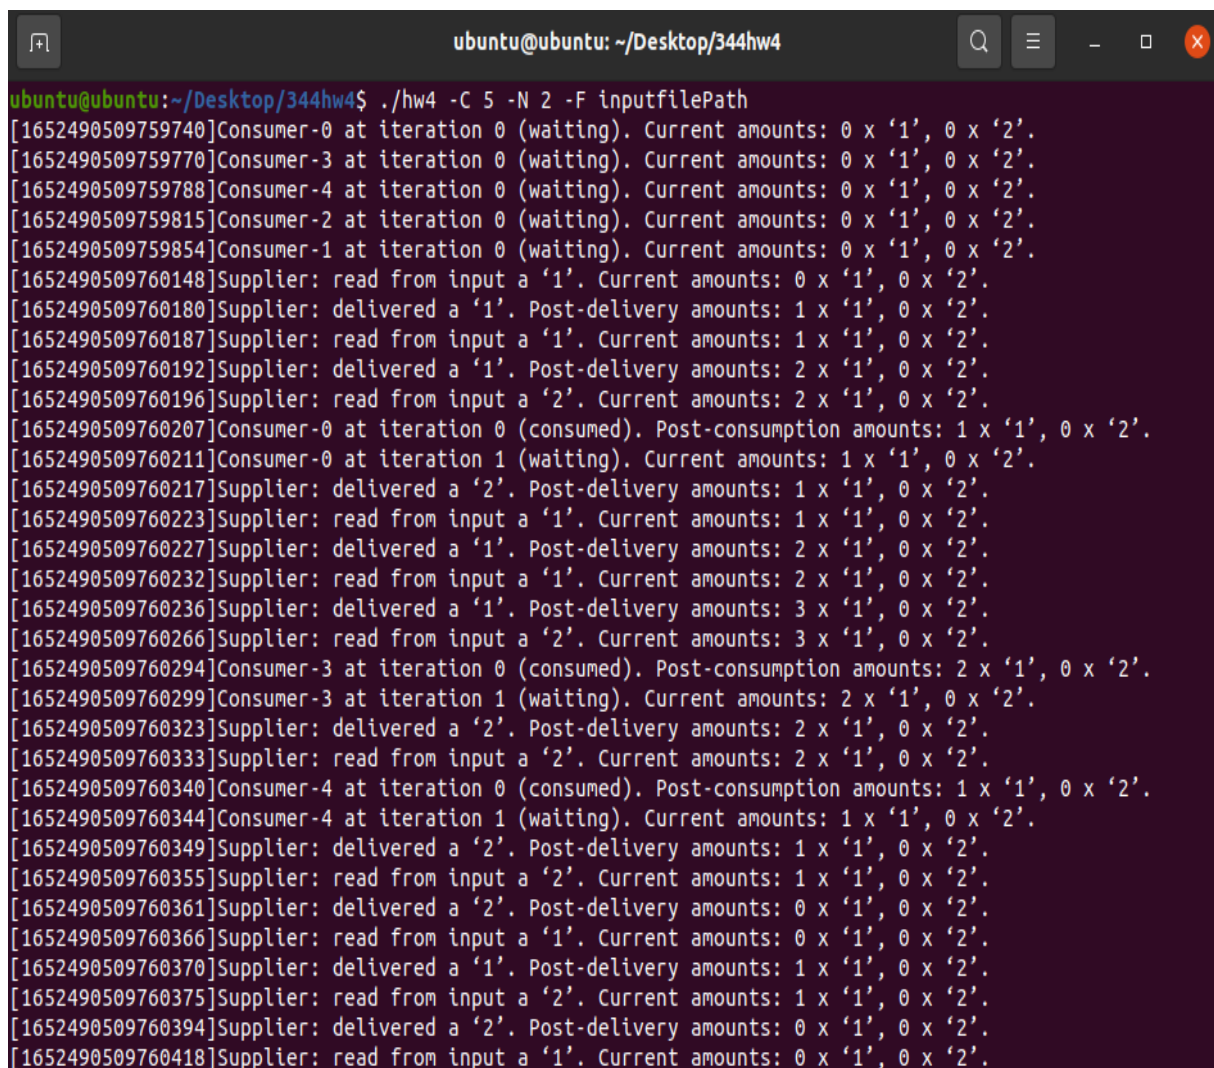 ubuntu@ubuntu: ~/Desktop/344hw4
ubuntu@ubuntu:~/Desktop/344hw4$ ./hw4 -C 5 -N 2 -F inputfilePath
[1652490509759740]Consumer-0 at iteration 0 (waiting). Current amounts: 0 x ‘1’, 0 x ‘2’.
[1652490509759770]Consumer-3 at iteration 0 (waiting). Current amounts: 0 x ‘1’, 0 x ‘2’.
[1652490509759788]Consumer-4 at iteration 0 (waiting). Current amounts: 0 x ‘1’, 0 x ‘2’.
[1652490509759815]Consumer-2 at iteration 0 (waiting). Current amounts: 0 x ‘1’, 0 x ‘2’.
[1652490509759854]Consumer-1 at iteration 0 (waiting). Current amounts: 0 x ‘1’, 0 x ‘2’.
[1652490509760148]Supplier: read from input a ‘1’. Current amounts: 0 x ‘1’, 0 x ‘2’.
[1652490509760180]Supplier: delivered a ‘1’. Post-delivery amounts: 1 x ‘1’, 0 x ‘2’.
[1652490509760187]Supplier: read from input a ‘1’. Current amounts: 1 x ‘1’, 0 x ‘2’.
[1652490509760192]Supplier: delivered a ‘1’. Post-delivery amounts: 2 x ‘1’, 0 x ‘2’.
[1652490509760196]Supplier: read from input a ‘2’. Current amounts: 2 x ‘1’, 0 x ‘2’.
[1652490509760207]Consumer-0 at iteration 0 (consumed). Post-consumption amounts: 1 x ‘1’, 0 x ‘2’.
[1652490509760211]Consumer-0 at iteration 1 (waiting). Current amounts: 1 x ‘1’, 0 x ‘2’.
[1652490509760217]Supplier: delivered a ‘2’. Post-delivery amounts: 1 x ‘1’, 0 x ‘2’.
[1652490509760223]Supplier: read from input a ‘1’. Current amounts: 1 x ‘1’, 0 x ‘2’.
[1652490509760227]Supplier: delivered a ‘1’. Post-delivery amounts: 2 x ‘1’, 0 x ‘2’.
[1652490509760232]Supplier: read from input a ‘1’. Current amounts: 2 x ‘1’, 0 x ‘2’.
[1652490509760236]Supplier: delivered a ‘1’. Post-delivery amounts: 3 x ‘1’, 0 x ‘2’.
[1652490509760266]Supplier: read from input a ‘2’. Current amounts: 3 x ‘1’, 0 x ‘2’.
[1652490509760294]Consumer-3 at iteration 0 (consumed). Post-consumption amounts: 2 x ‘1’, 0 x ‘2’.
[1652490509760299]Consumer-3 at iteration 1 (waiting). Current amounts: 2 x ‘1’, 0 x ‘2’.
[1652490509760323]Supplier: delivered a ‘2’. Post-delivery amounts: 2 x ‘1’, 0 x ‘2’.
[1652490509760333]Supplier: read from input a ‘2’. Current amounts: 2 x ‘1’, 0 x ‘2’.
[1652490509760340]Consumer-4 at iteration 0 (consumed). Post-consumption amounts: 1 x ‘1’, 0 x ‘2’.
[1652490509760344]Consumer-4 at iteration 1 (waiting). Current amounts: 1 x ‘1’, 0 x ‘2’.
[1652490509760349]Supplier: delivered a ‘2’. Post-delivery amounts: 1 x ‘1’, 0 x ‘2’.
[1652490509760355]Supplier: read from input a ‘2’. Current amounts: 1 x ‘1’, 0 x ‘2’.
[1652490509760361]Supplier: delivered a ‘2’. Post-delivery amounts: 0 x ‘1’, 0 x ‘2’.
[1652490509760366]Supplier: read from input a ‘1’. Current amounts: 0 x ‘1’, 0 x ‘2’.
[1652490509760370]Supplier: delivered a ‘1’. Post-delivery amounts: 1 x ‘1’, 0 x ‘2’.
[1652490509760375]Supplier: read from input a ‘2’. Current amounts: 1 x ‘1’, 0 x ‘2’.
[1652490509760394]Supplier: delivered a ‘2’. Post-delivery amounts: 0 x ‘1’, 0 x ‘2’.
[1652490509760418]Supplier: read from input a ‘1’. Current amounts: 0 x ‘1’, 0 x ‘2’.